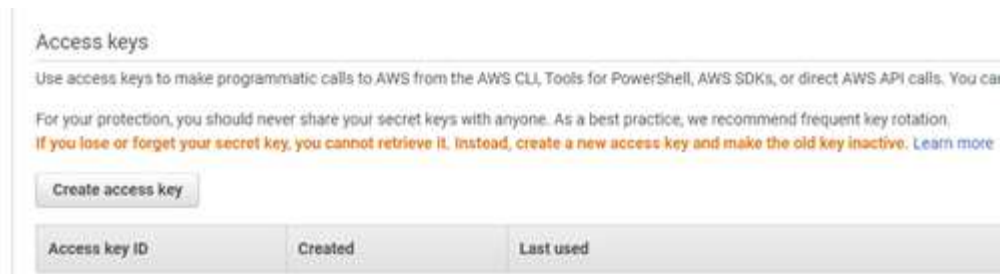 Access keys
Use access keys to make programmatic calls to AWS from the AWS CLI, Tools for PowerShell, AWS SDKs, or direct AWS API calls. You can
For your protection, you should never share your secret keys with anyone. As a best practice, we recommend frequent key rotation.
If you lose or forget your secret key, you cannot retrieve it. Instead, create a new access key and make the old key inactive. Learn more
Create access key
Access key ID Created Last used